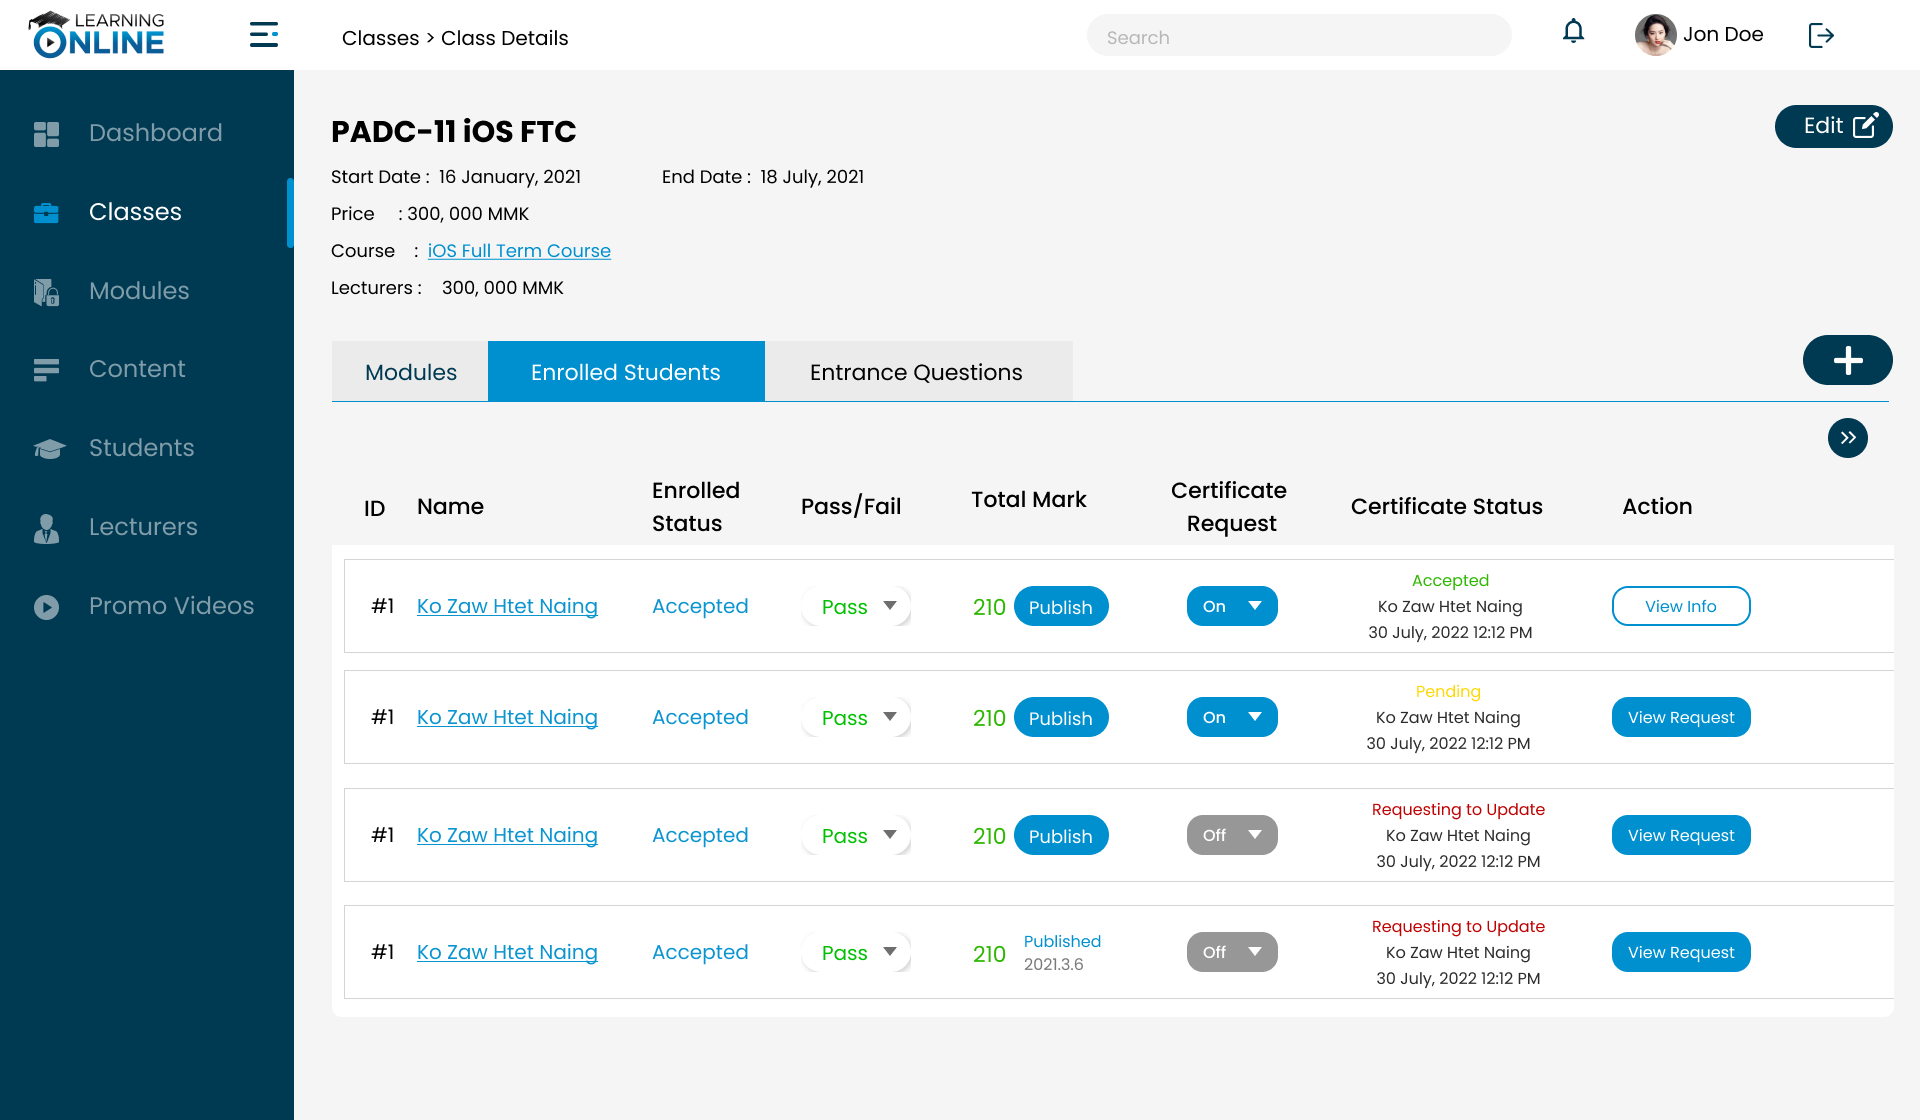 LEARNING
ONLINE
Classes > Class Details
Search
Jon Doe
Dashboard
Classes
Modules
Content
Students
Lecturers
Promo Videos
PADC-11 iOS FTC
Edit
Start Date : 16 January, 2021 End Date : 18 July, 2021
Price : 300, 000 MMK
Course : iOS Full Term Course
Lecturers : 300, 000 MMK
Modules Enrolled Students Entrance Questions
ID Name Enrolled Status Pass/Fail Total Mark Certificate Request Certificate Status Action
Accepted
#1 Ko Zaw Htet Naing Accepted Pass 210 Publish On Ko Zaw Htet Naing View Info
30 July, 2022 12:12 PM
Pending
#1 Ko Zaw Htet Naing Accepted Pass 210 Publish On Ko Zaw Htet Naing View Request
30 July, 2022 12:12 PM
Requesting to Update
#1 Ko Zaw Htet Naing Accepted Pass 210 Publish Off Ko Zaw Htet Naing View Request
30 July, 2022 12:12 PM
Requesting to Update
#1 Ko Zaw Htet Naing Accepted Pass 210 Published Off Ko Zaw Htet Naing View Request
2021.3.6 30 July, 2022 12:12 PM